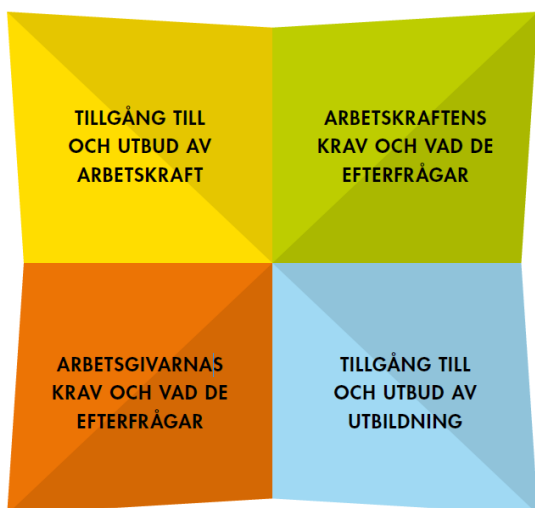 TILLGÅNG TILL
OCH UTBUD AV
ARBETSKRAFT
ARBETSKRAFTENS
KRAV OCH VAD DE
EFTERFRÅGAR
ARBETSGIVARNAS
KRAV OCH VAD DE
EFTERFRÅGAR
TILLGÅNG TILL
OCH UTBUD AV
UTBILDNING